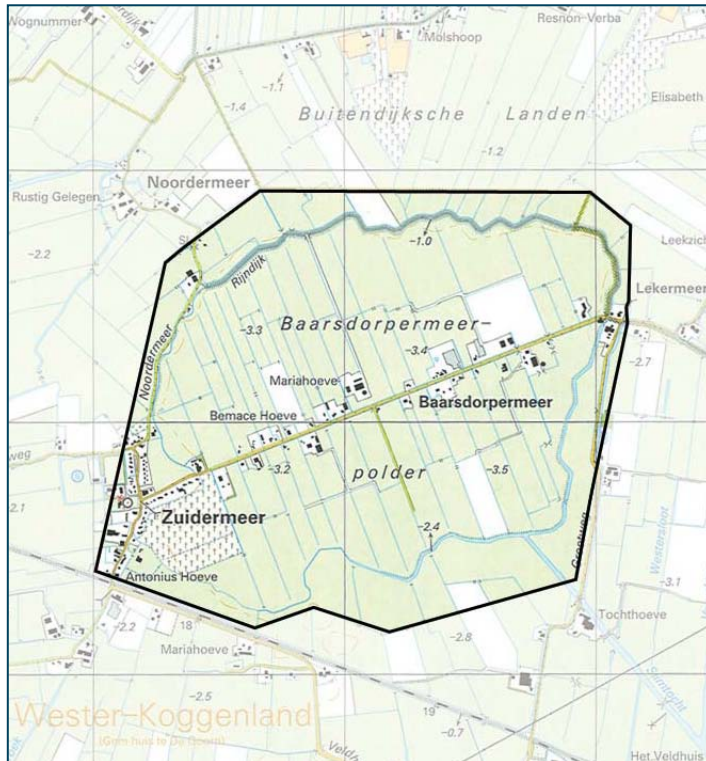 Wognummer
Resnon-Verba
Molshoop
-1.1
-1.4
Elisabeth
Buitendijksche Landen
-1.2
Noordermeer
Rustig Gelegen
-2.2
-1.0
Leekzich
Rijndijk
Lekermeer
-3.3
Baarsdorpermeer-
-3.4
-2.7
Noordermeer
Mariahoeve
Baarsdorpermeer
Bemace Hoeve
weg
-3.2
polder
-3.5
2.1
Zuidermeer
-2.4
Westersloot
Antonius Hoeve
-3.1
Tochthoeve
-2.2
18
Mariahoeve
-2.8
-2.5
Wester-Koggenland
19
-0.7
Het Veldhuis